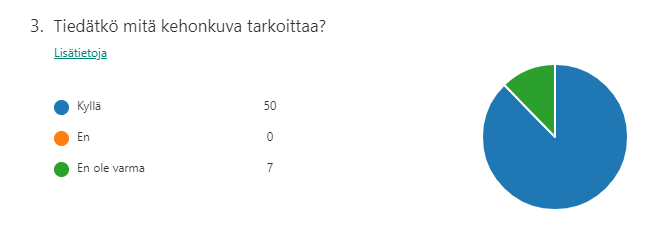 3. Tiedätkö mitä kehonkuva tarkoittaa?
Lisätietoja
Kyllä 50
En 0
En ole varma 7